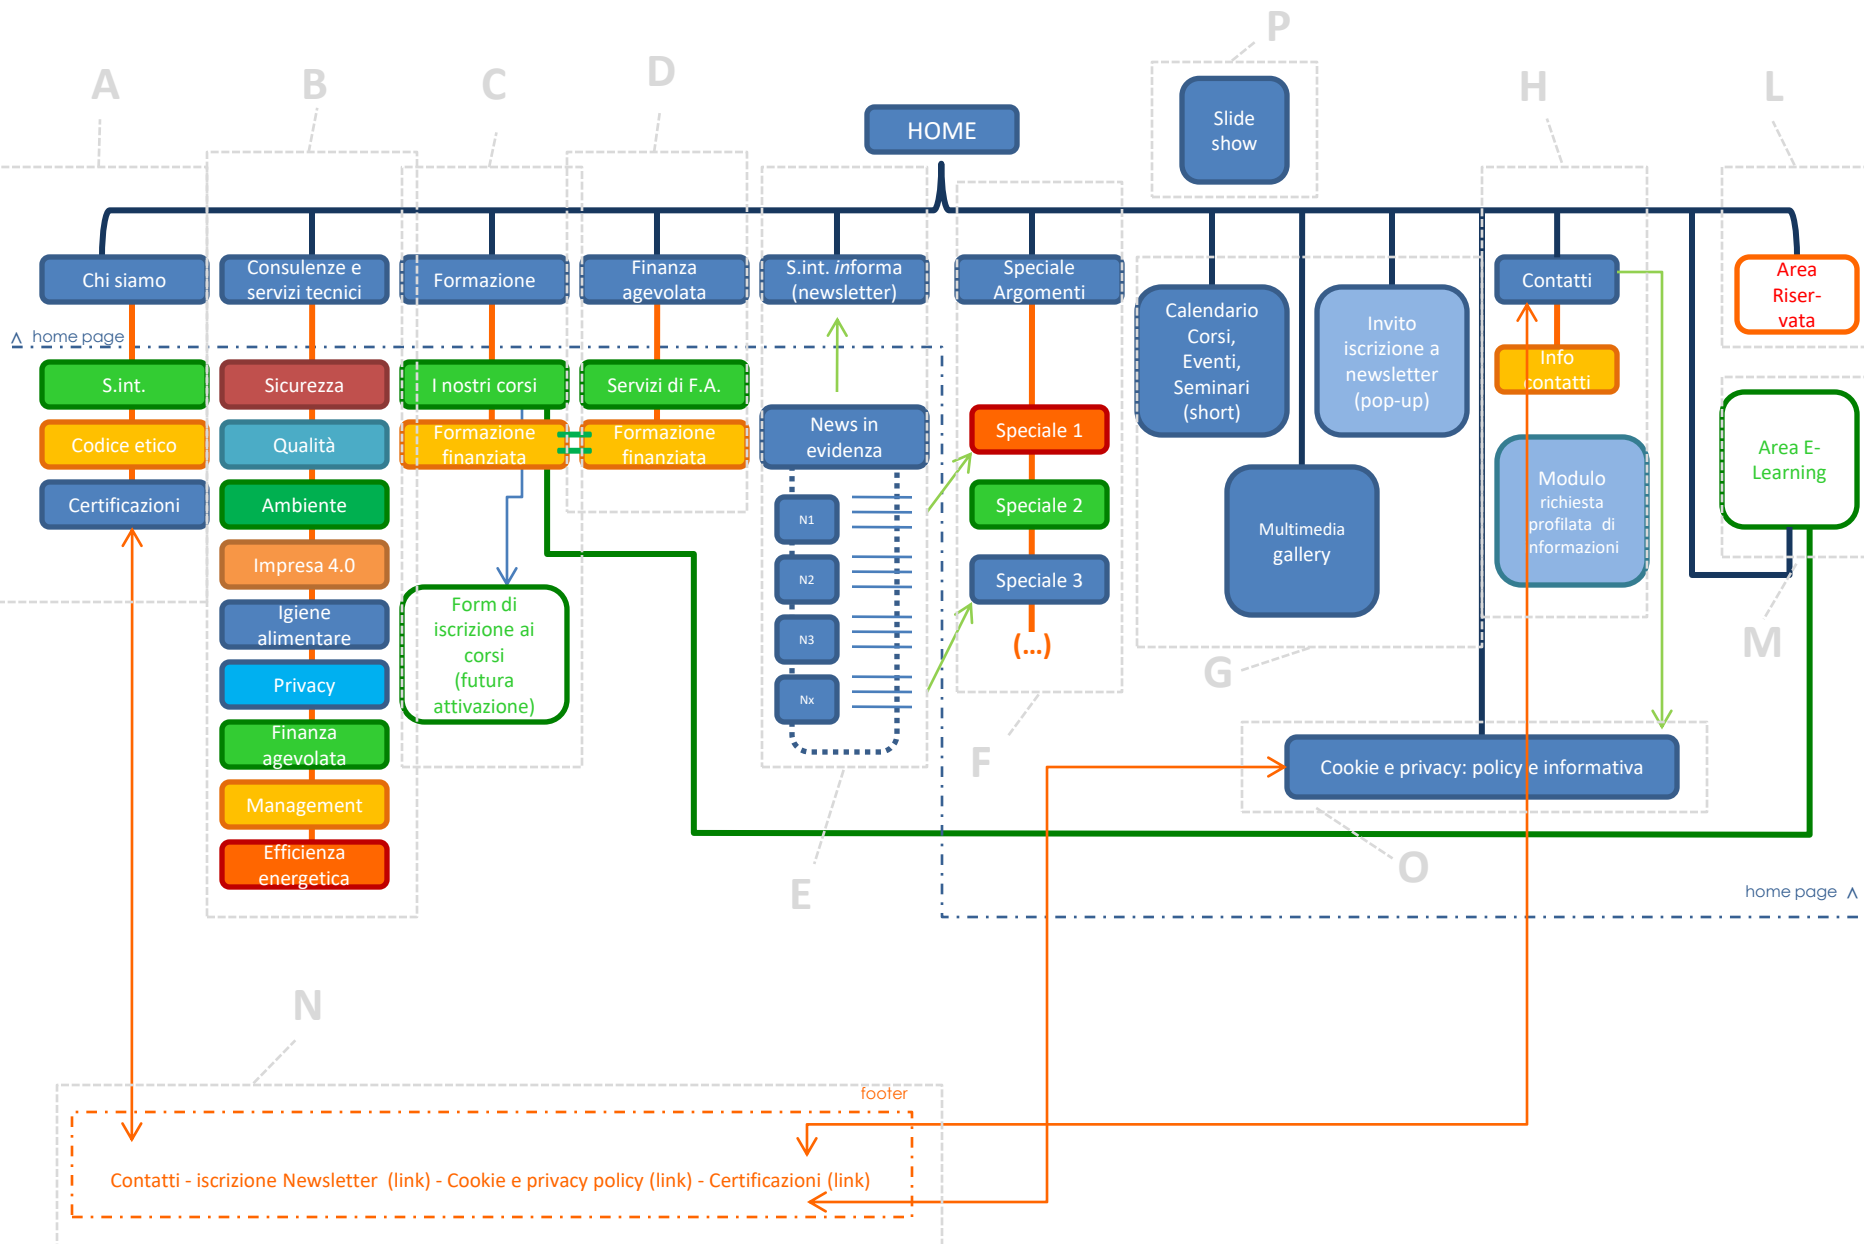 P
A
B
C
D
H
L
HOME
Slide
show
Chi siamo
Consulenze e
servizi tecnici
Formazione
Finanza
agevolata
S.int. informa
(newsletter)
Speciale
Argomenti
Contatti
Area
Riser-
vata
Calendario
Corsi,
Eventi,
Seminari
(short)
Invito
iscrizione a
newsletter
(pop-up)
Λ home page
S.int.
Codice etico
Certificazioni
Sicurezza
Qualità
Ambiente
Impresa 4.0
Igiene
alimentare
Privacy
Finanza
agevolata
Management
Efficienza
energetica
I nostri corsi
Formazione
finanziata
Form di
iscrizione ai
corsi
(futura
attivazione)
Servizi di F.A.
Formazione
finanziata
News in
evidenza
N1
N2
N3
Nx
Speciale 1
Speciale 2
Speciale 3
(...)
Multimedia
gallery
Info
contatti
Modulo
richiesta
profilata di
nformazioni
Area E-
Learning
G
M
F
E
O
Cookie e privacy: policy e informativa
home page Λ
N
footer
Contatti - iscrizione Newsletter (link) - Cookie e privacy policy (link) - Certificazioni (link)